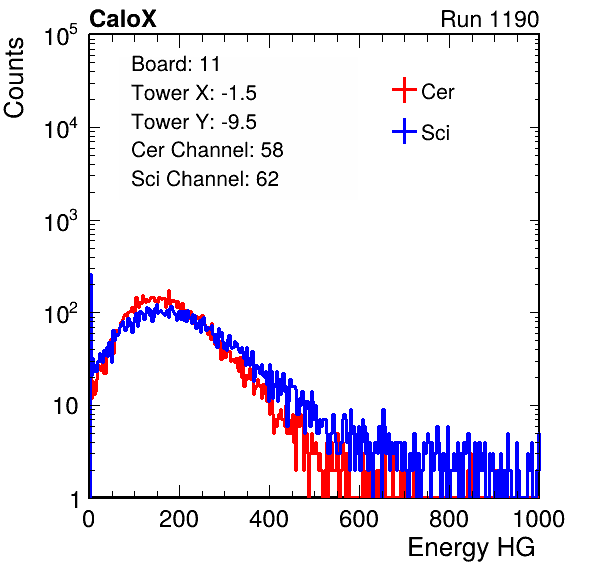 CaloX Run 1190
Counts
10^5
10^4
10^3
10^2
10
1
Board: 11
Tower X: -1.5
Tower Y: -9.5
Cer Channel: 58
Sci Channel: 62
Cer
Sci
0 200 400 600 800 1000
Energy HG